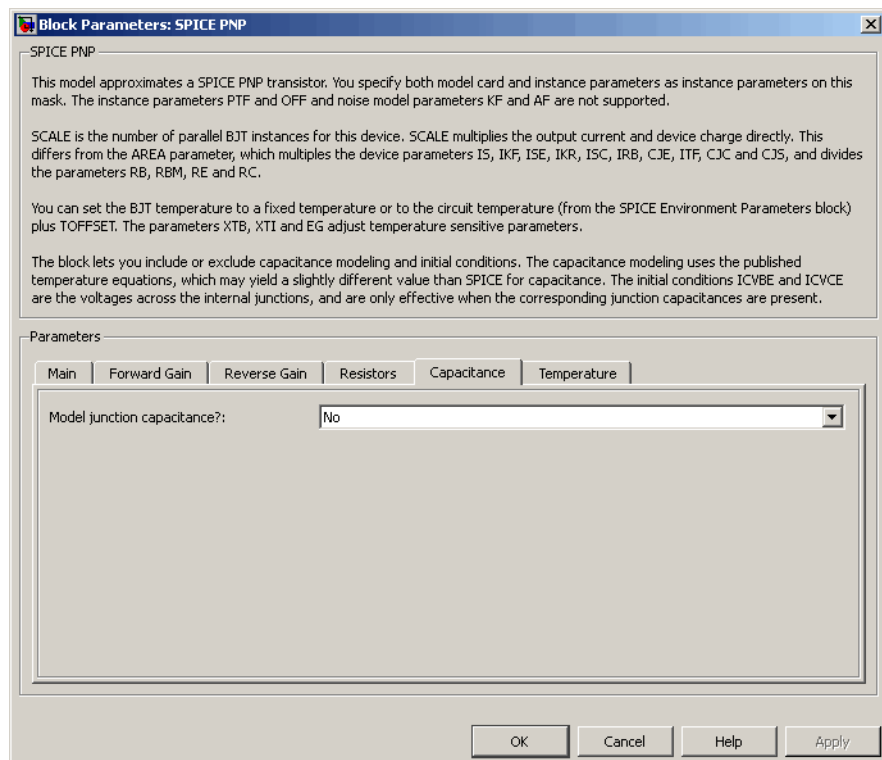 Block Parameters: SPICE PNP
SPICE PNP
This model approximates a SPICE PNP transistor. You specify both model card and instance parameters as instance parameters on this
mask. The instance parameters PTF and OFF and noise model parameters KF and AF are not supported.
SCALE is the number of parallel BJT instances for this device. SCALE multiplies the output current and device charge directly. This
differs from the AREA parameter, which multiples the device parameters IS, IKF, ISE, IKR, ISC, IRB, CJE, ITF, CJC and CJS, and divides
the parameters RB, RBM, RE and RC.
You can set the BJT temperature to a fixed temperature or to the circuit temperature (from the SPICE Environment Parameters block)
plus TOFFSET. The parameters XTB, XTI and EG adjust temperature sensitive parameters.
The block lets you include or exclude capacitance modeling and initial conditions. The capacitance modeling uses the published
temperature equations, which may yield a slightly different value than SPICE for capacitance. The initial conditions ICVBE and ICVCE
are the voltages across the internal junctions, and are only effective when the corresponding junction capacitances are present.
Parameters
Main Forward Gain Reverse Gain Resistors Capacitance Temperature
Model junction capacitance?: No
OK Cancel Help Apply